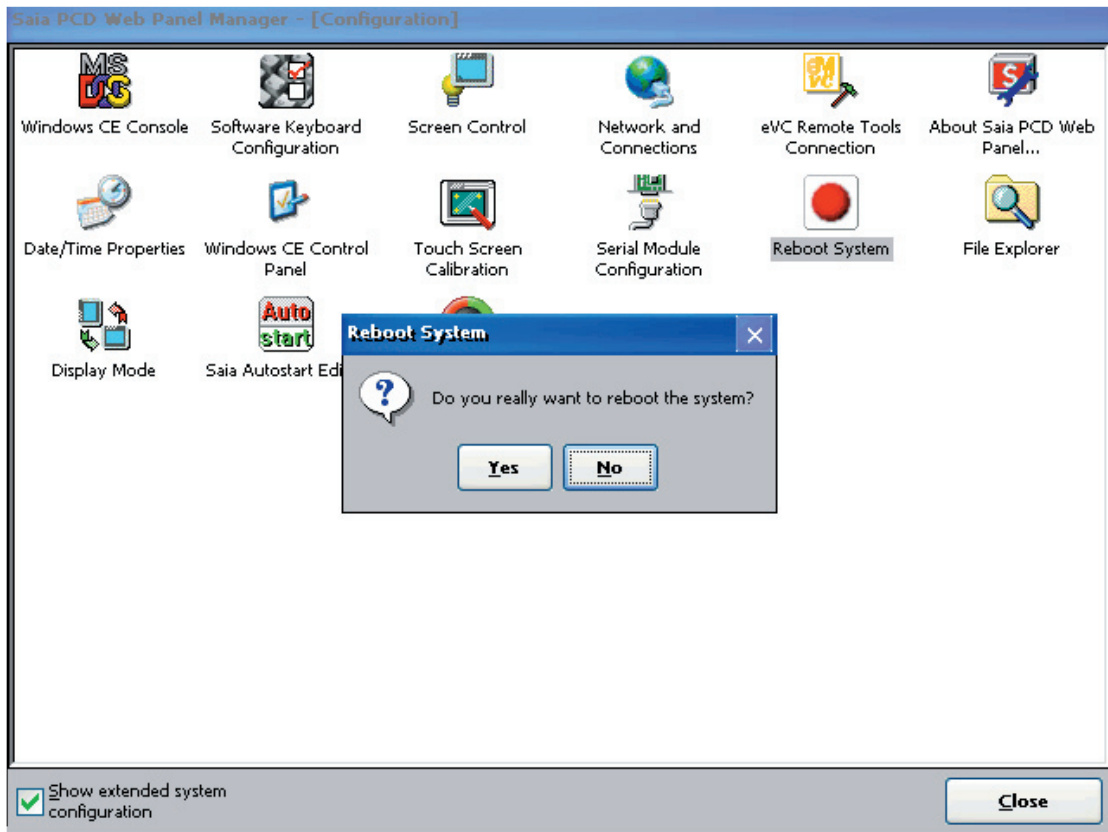 Saia PCD Web Panel Manager - [Configuration]
MS
DOS
MVC
S
Windows CE Console
Software Keyboard
Configuration
Screen Control
Network and
Connections
eVC Remote Tools
Connection
About Saia PCD Web
Panel...
Date/Time Properties
Windows CE Control
Panel
Touch Screen
Calibration
Serial Module
Configuration
Reboot System
File Explorer
Auto
start
Display Mode
Saia Autostart Edi
Reboot System
Do you really want to reboot the system?
Yes
No
Show extended system
configuration
Close